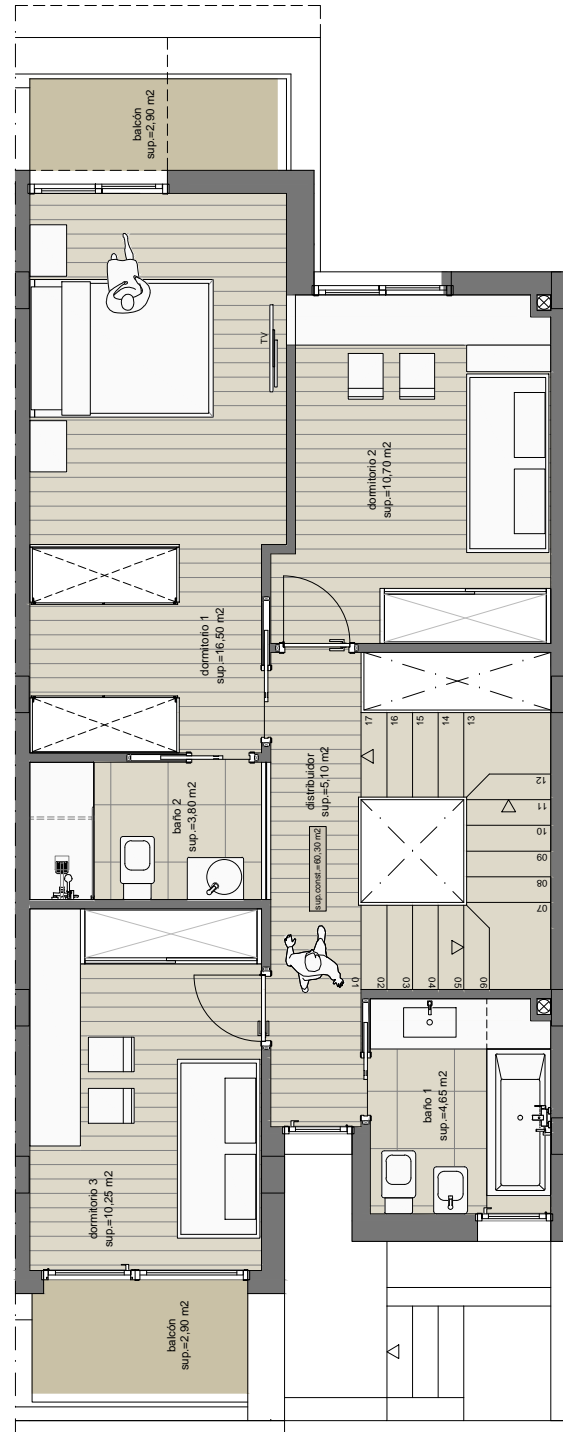 balcón
sup.=2,90 m2
TV
dormitorio 2
sup.=10,70 m2
dormitorio 1
sup.=16,50 m2
distribuidor
sup.=5,10 m2
sup.const.=60,30 m2
17
16
15
14
13
12
11
10
09
08
07
06
05
04
03
02
01
baño 2
sup.=3,80 m2
baño 1
sup.=4,65 m2
dormitorio 3
sup.=10,25 m2
balcón
sup.=2,90 m2